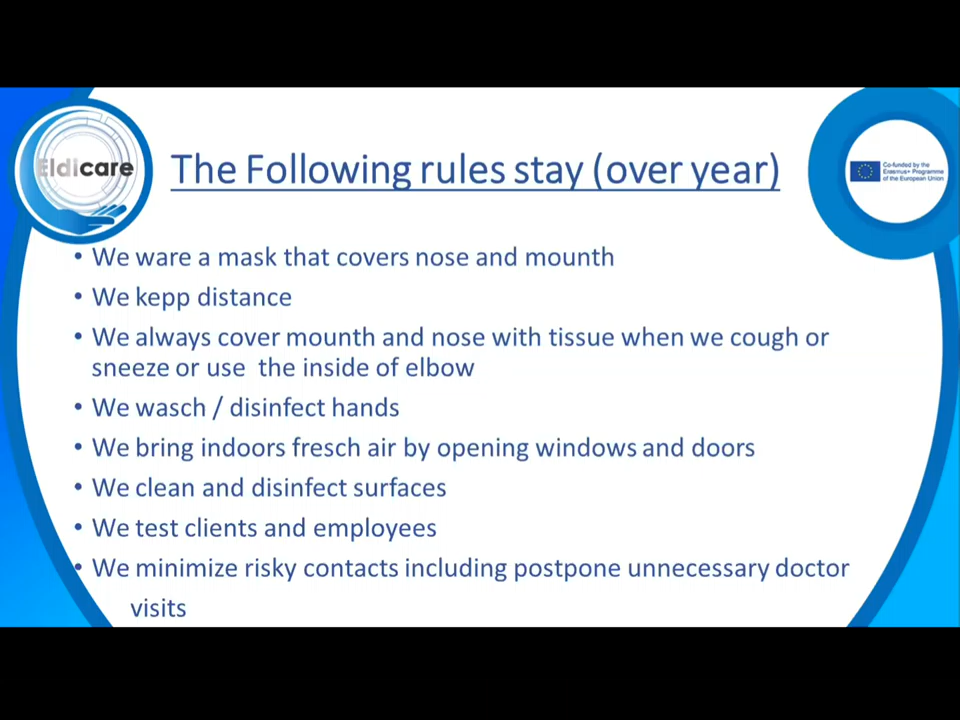 Eldicare
The Following rules stay (over year)
Co-funded by the
Erasmus+ Programme
of the European Union
• We ware a mask that covers nose and mounth
• We kepp distance
• We always cover mounth and nose with tissue when we cough or
sneeze or use the inside of elbow
• We wasch / disinfect hands
• We bring indoors fresch air by opening windows and doors
• We clean and disinfect surfaces
• We test clients and employees
• We minimize risky contacts including postpone unnecessary doctor
visits